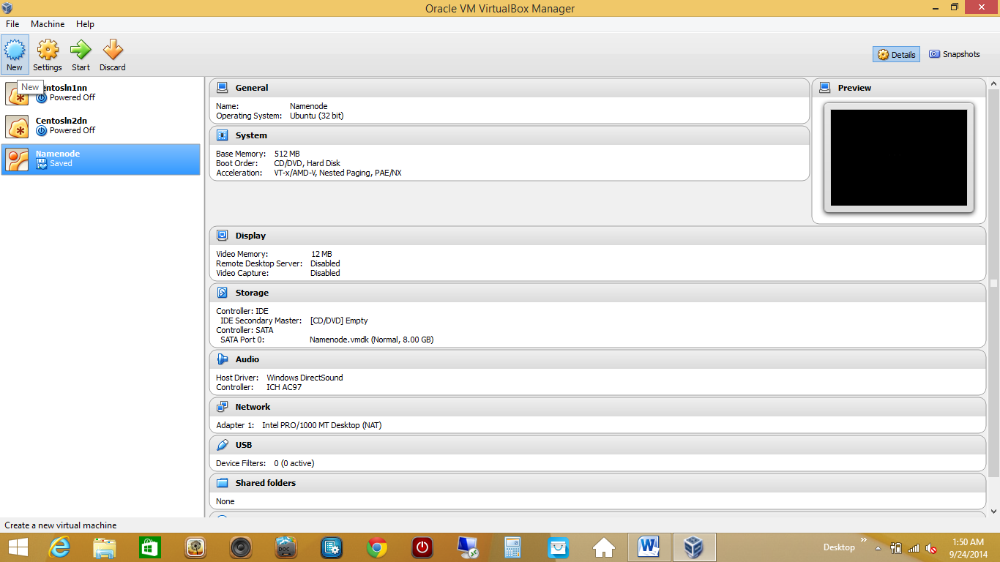 Oracle VM VirtualBox Manager
File Machine Help
New Settings Start Discard
Details Snapshots
New
entosIn1nn
Powered Off
CentosIn2dn
Powered Off
Namenode
Saved
General
Name: Namenode
Operating System: Ubuntu (32 bit)
System
Base Memory: 512 MB
Boot Order: CD/DVD, Hard Disk
Acceleration: VT-x/AMD-V, Nested Paging, PAE/NX
Preview
Display
Video Memory: 12 MB
Remote Desktop Server: Disabled
Video Capture: Disabled
Storage
Controller: IDE
IDE Secondary Master: [CD/DVD] Empty
Controller: SATA
SATA Port 0: Namenode.vmdk (Normal, 8.00 GB)
Audio
Host Driver: Windows DirectSound
Controller: ICH AC97
Network
Adapter 1: Intel PRO/1000 MT Desktop (NAT)
USB
Device Filters: 0 (0 active)
Shared folders
None
Create a new virtual machine
DOC
Desktop
1:50 AM
9/24/2014